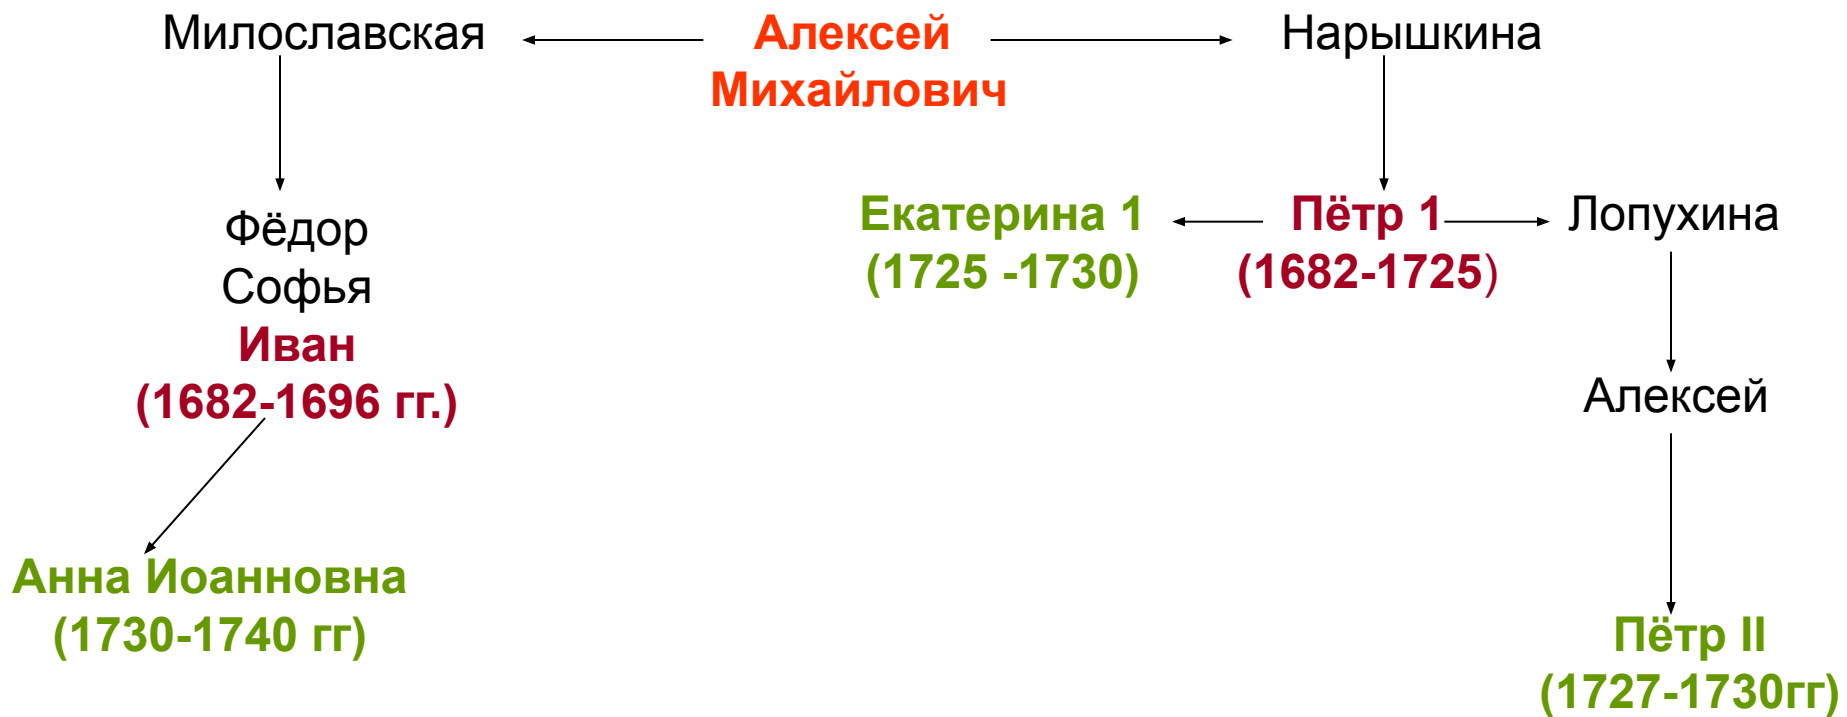 Милославская
Алексей
Михайлович
Нарышкина
Фёдор
Софья
Иван
(1682-1696 гг.)
Екатерина 1
(1725 -1730)
Пётр 1
(1682-1725)
Лопухина
Алексей
Анна Иоанновна
(1730-1740 гг)
Пётр II
(1727-1730гг)